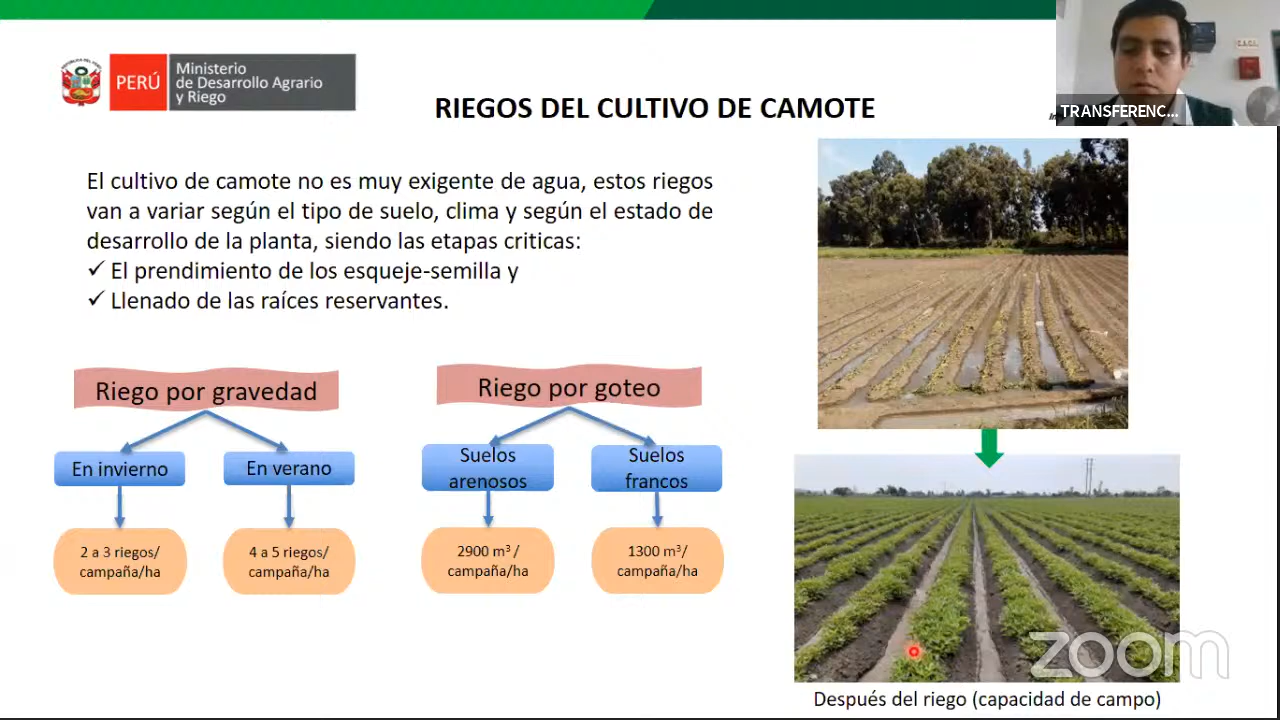 PERÚ
Ministerio
de Desarrollo Agrario
y Riego
RIEGOS DEL CULTIVO DE CAMOTE
TRANSFERENC...
El cultivo de camote no es muy exigente de agua, estos riegos
van a variar según el tipo de suelo, clima y según el estado de
desarrollo de la planta, siendo las etapas criticas:
✓ El prendimiento de los esqueje-semilla y
✓ Llenado de las raíces reservantes.
Riego por gravedad
En invierno
2 a 3 riegos/
campaña/ha
En verano
4 a 5 riegos/
campaña/ha
Riego por goteo
Suelos
arenosos
2900 m³ /
campaña/ha
Suelos
francos
1300 m³/
campaña/ha
zoom
Después del riego (capacidad de campo)